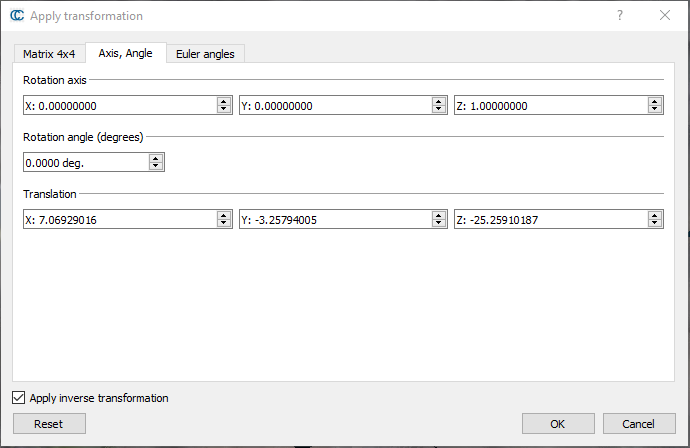 Apply transformation
?
Matrix 4x4 Axis, Angle Euler angles
Rotation axis
X: 0.00000000 Y: 0.00000000 Z: 1.00000000
Rotation angle (degrees)
0.0000 deg.
Translation
X: 7.06929016 Y: -3.25794005 Z: -25.25910187
Apply inverse transformation
Reset OK Cancel